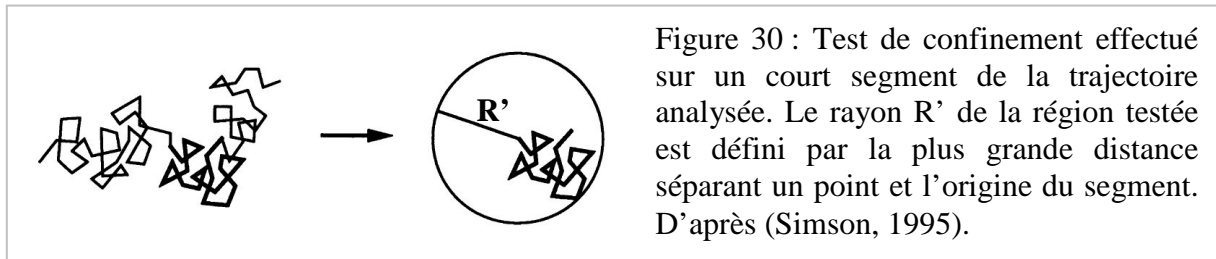 R’
Figure 30 : Test de confinement effectué
sur un court segment de la trajectoire
analysée. Le rayon R’ de la région testée
est défini par la plus grande distance
séparant un point et l’origine du segment.
D’après (Simson, 1995).